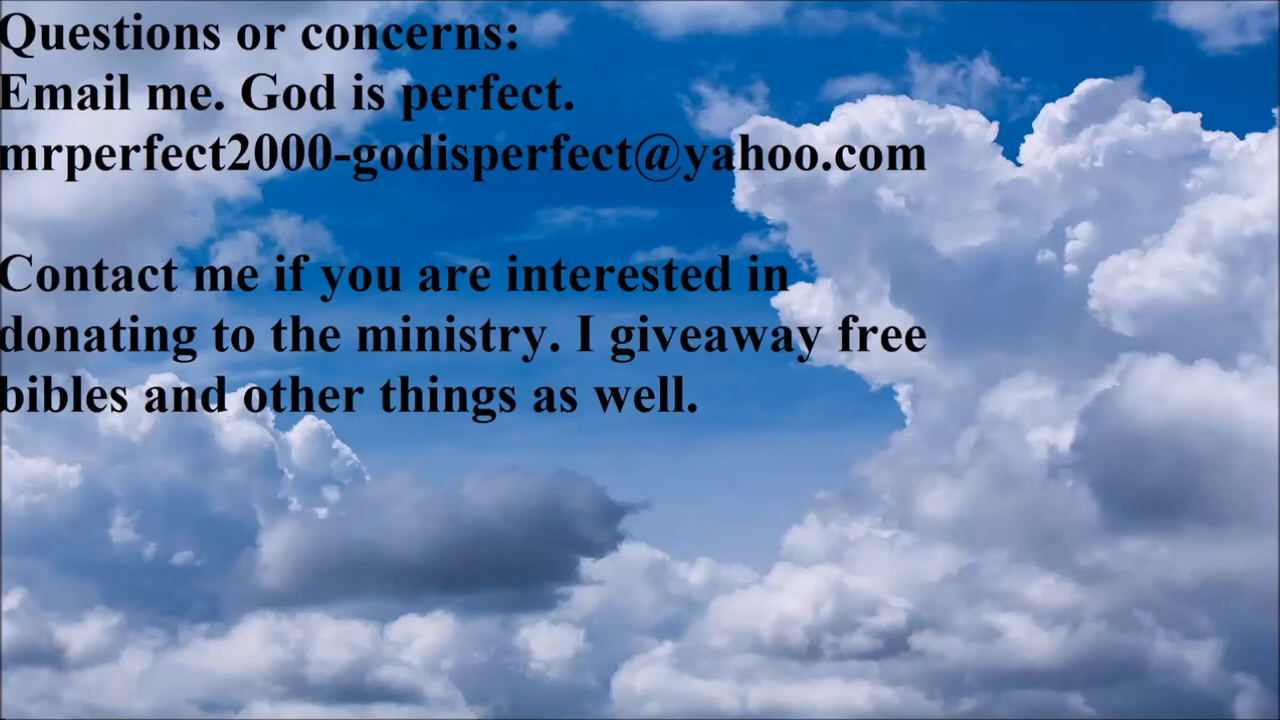 Questions or concerns:
Email me. God is perfect.
mrperfect2000-godisperfect@yahoo.com
Contact me if you are interested in
donating to the ministry. I giveaway free
bibles and other things as well.